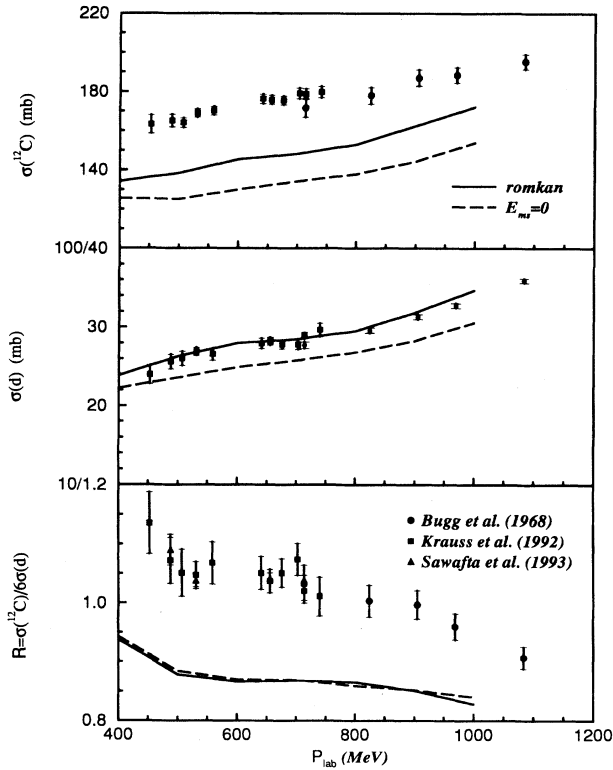 220
180
140
100/40
σ(¹²C) (mb)
romkan
E_ms=0
30
20
10/1.2
σ(d) (mb)
Bugg et al. (1968)
Krauss et al. (1992)
Sawafta et al. (1993)
1.0
0.8
R=σ(¹²C)/6σ(d)
400 600 800 1000 1200
P_lab (MeV)